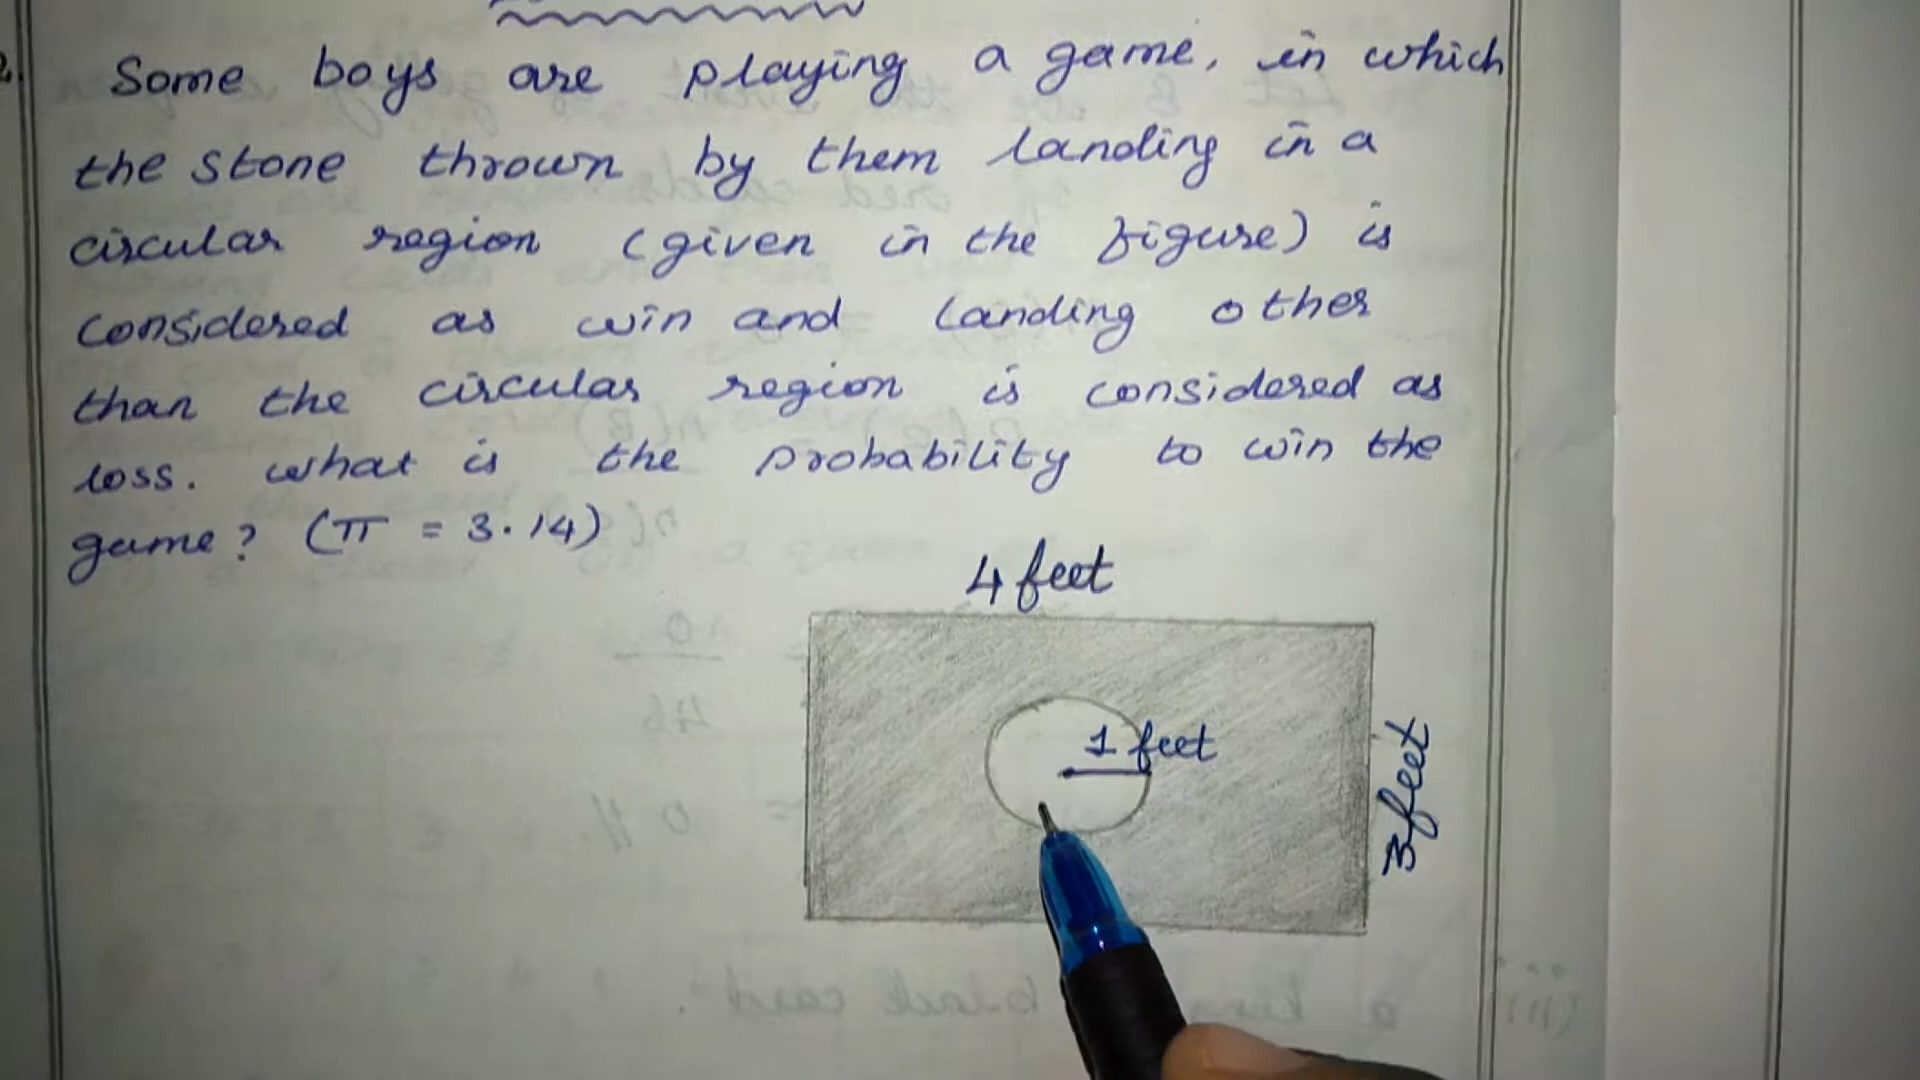 Some boys are playing a game, in which
the stone thrown by them landing in a
circular region (given in the figure) is
considered as win and landing other
than the circular region is considered as
loss. what is the probability to win the
game? (π = 3.14)
4 feet
1 feet
3 feet